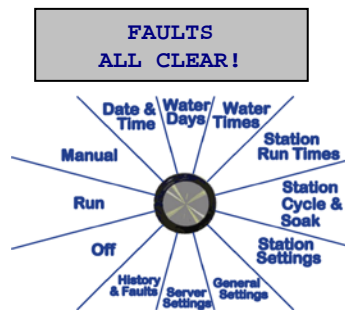 FAULTS
ALL CLEAR!
Date &
Time
Water
Days
Water
Times
Station
Run Times
Station
Cycle &
Soak
Station
Settings
General
Settings
Server
Settings
History
& Faults
Off
Run
Manual